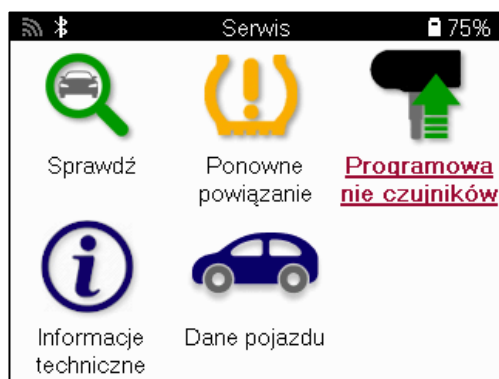 Serwis 75%
Sprawdź
Ponowne
powiązanie
Programowa
nie czujników
Informacje
techniczne
Dane pojazdu